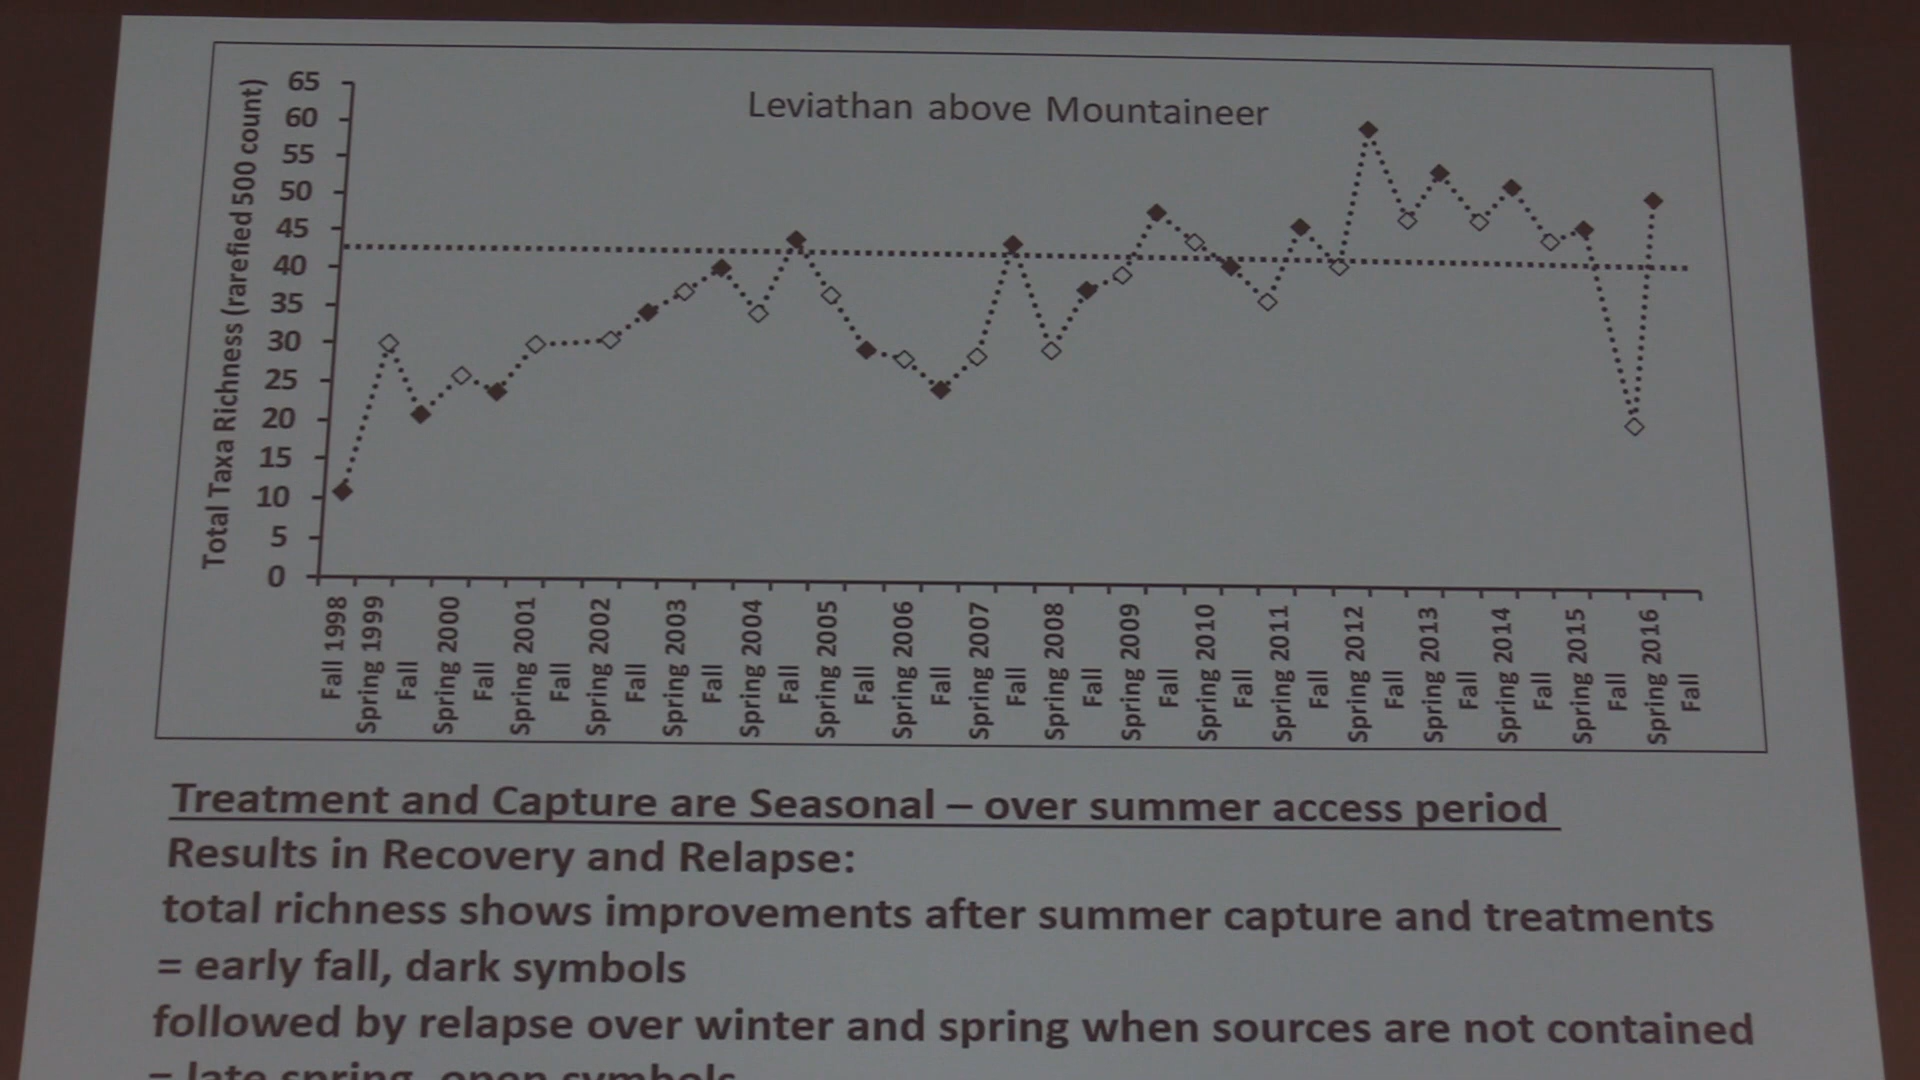 Leviathan above Mountaineer
Total Taxa Richness (rarefied 500 count)
65
60
55
50
45
40
35
30
25
20
15
10
5
0
Fall 1998
Spring 1999
Fall
Spring 2000
Fall
Spring 2001
Fall
Spring 2002
Fall
Spring 2003
Fall
Spring 2004
Fall
Spring 2005
Fall
Spring 2006
Fall
Spring 2007
Fall
Spring 2008
Fall
Spring 2009
Fall
Spring 2010
Fall
Spring 2011
Fall
Spring 2012
Fall
Spring 2013
Fall
Spring 2014
Fall
Spring 2015
Fall
Spring 2016
Fall
Treatment and Capture are Seasonal – over summer access period
Results in Recovery and Relapse:
total richness shows improvements after summer capture and treatments
= early fall, dark symbols
followed by relapse over winter and spring when sources are not contained
= late spring, open symbols